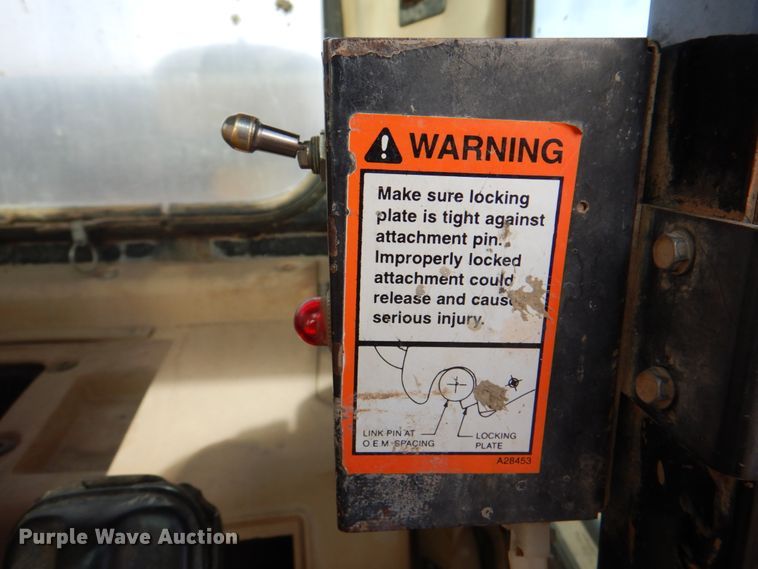 WARNING
Make sure locking
plate is tight against
attachment pin.
Improperly locked
attachment could
release and cause
serious injury.
LINK PIN AT
O.E.M. SPACING
LOCKING
PLATE
A28453
Purple Wave Auction